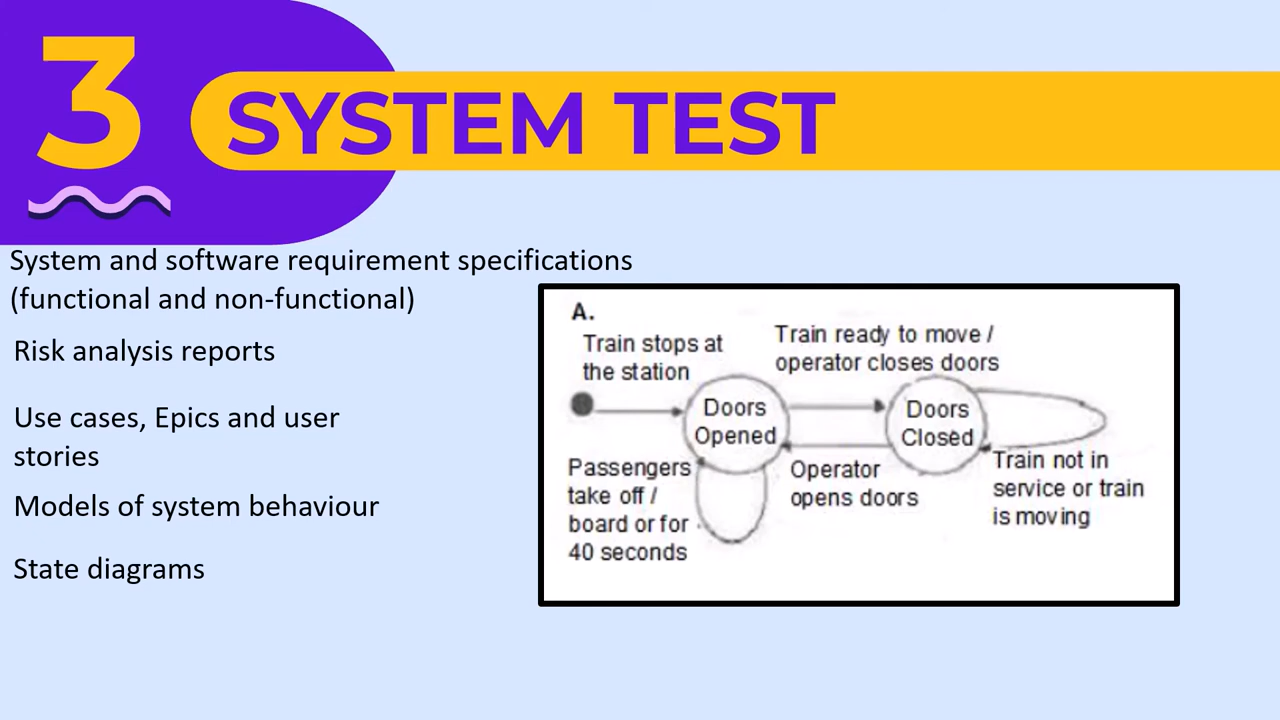 3
SYSTEM TEST
System and software requirement specifications
(functional and non-functional)
Risk analysis reports
Use cases, Epics and user
stories
Models of system behaviour
State diagrams
A.
Train stops at
the station
Train ready to move /
operator closes doors
Doors
Opened
Doors
Closed
Passengers
take off /
board or for
40 seconds
Operator
opens doors
Train not in
service or train
is moving